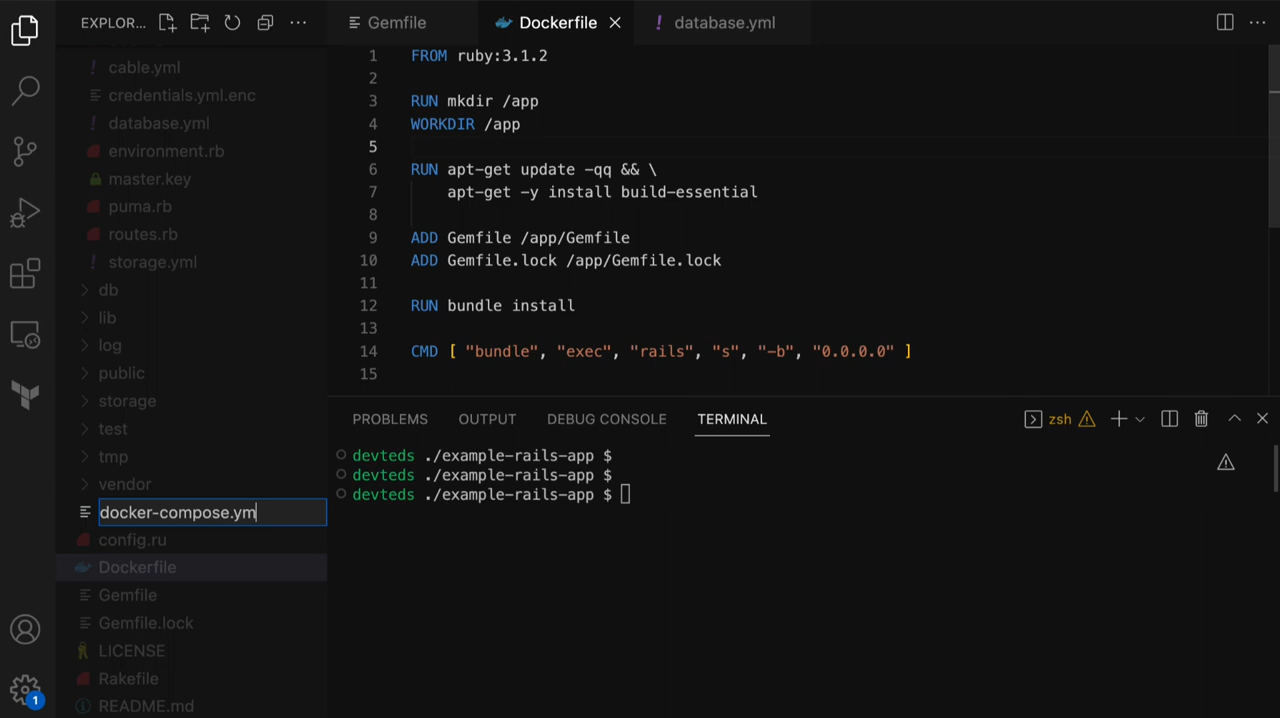 EXPLOR...
Gemfile
Dockerfile
database.yml
cable.yml
credentials.yml.enc
database.yml
environment.rb
master.key
puma.rb
routes.rb
storage.yml
db
lib
log
public
storage
test
tmp
vendor
docker-compose.ym
config.ru
Dockerfile
Gemfile
Gemfile.lock
LICENSE
Rakefile
README.md
1
1 FROM ruby:3.1.2
2
3 RUN mkdir /app
4 WORKDIR /app
5
6 RUN apt-get update -qq && \
7 apt-get -y install build-essential
8
9 ADD Gemfile /app/Gemfile
10 ADD Gemfile.lock /app/Gemfile.lock
11
12 RUN bundle install
13
14 CMD [ "bundle", "exec", "rails", "s", "-b", "0.0.0.0" ]
15
PROBLEMS OUTPUT DEBUG CONSOLE TERMINAL zsh
devteds ./example-rails-app $
devteds ./example-rails-app $
devteds ./example-rails-app $